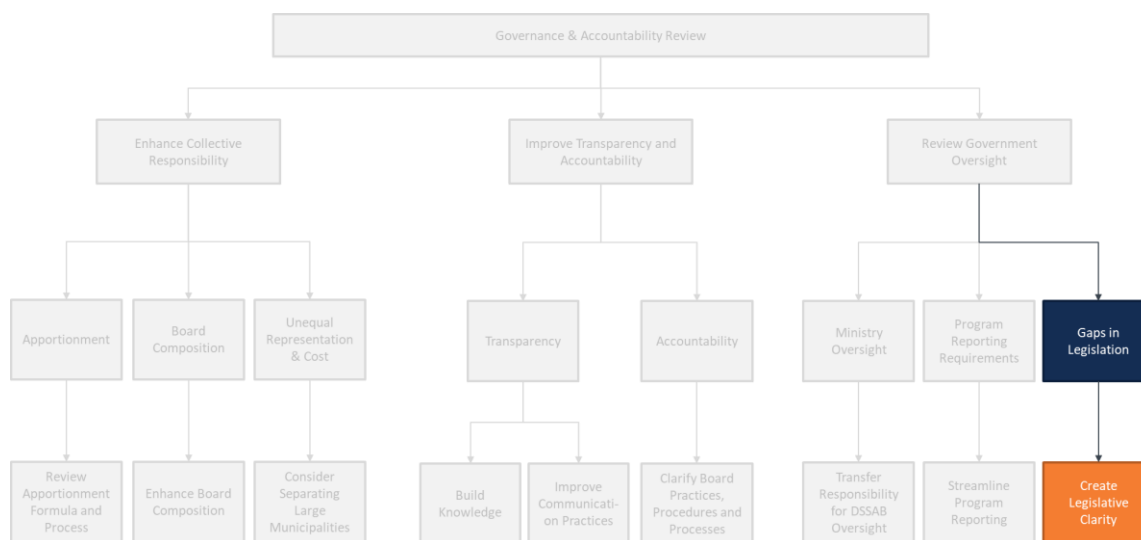 Governance & Accountability Review
Enhance Collective
Responsibility
Improve Transparency and
Accountability
Review Government
Oversight
Apportionment
Board
Composition
Unequal
Representation
& Cost
Transparency
Accountability
Ministry
Oversight
Program
Reporting
Requirements
Gaps in
Legislation
Review
Apportionment
Formula and
Process
Enhance Board
Composition
Consider
Separating
Large
Municipalities
Build
Knowledge
Improve
Communicati-
on Practices
Clarify Board
Practices,
Procedures and
Processes
Transfer
Responsibility
for DSSAB
Oversight
Streamline
Program
Reporting
Create
Legislative
Clarity